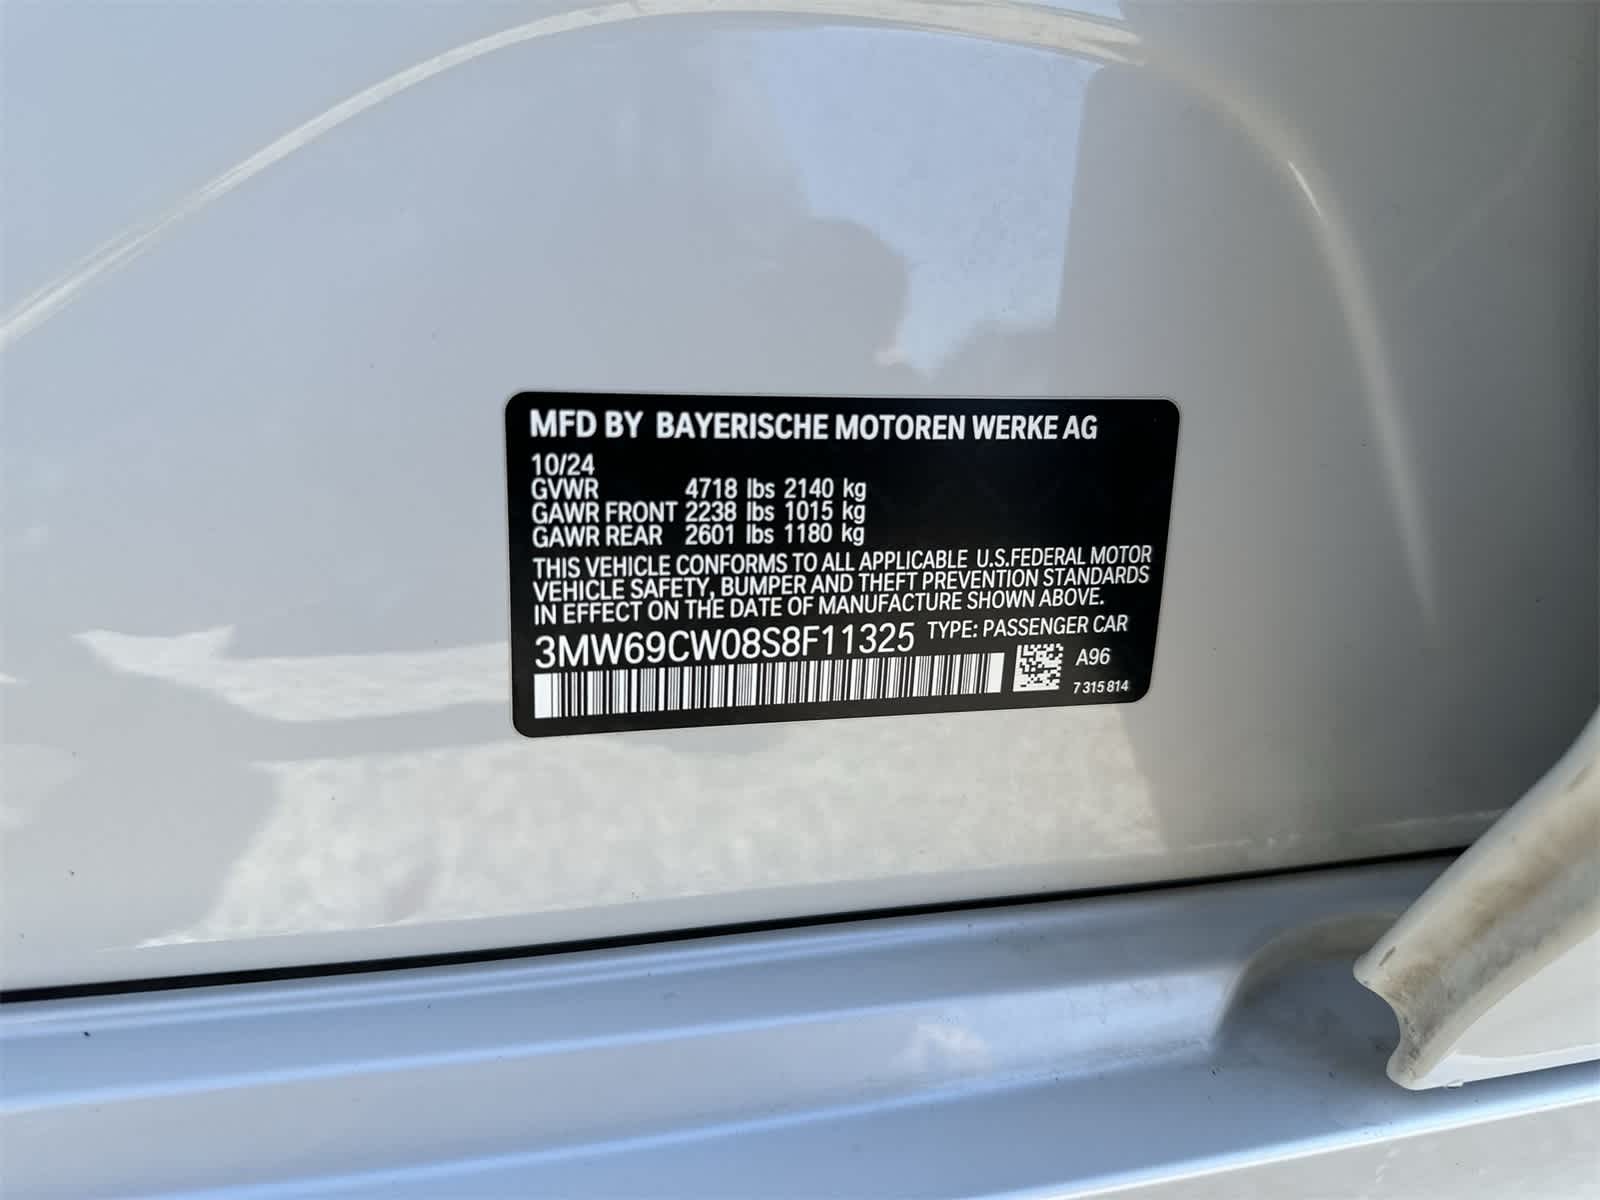 MFD BY BAYERISCHE MOTOREN WERKE AG
10/24
GVWR 4718 lbs 2140 kg
GAWR FRONT 2238 lbs 1015 kg
GAWR REAR 2601 lbs 1180 kg
THIS VEHICLE CONFORMS TO ALL APPLICABLE U.S.FEDERAL MOTOR
VEHICLE SAFETY, BUMPER AND THEFT PREVENTION STANDARDS
IN EFFECT ON THE DATE OF MANUFACTURE SHOWN ABOVE.
3MW69CW08S8F11325 TYPE: PASSENGER CAR
A96
7 315 814